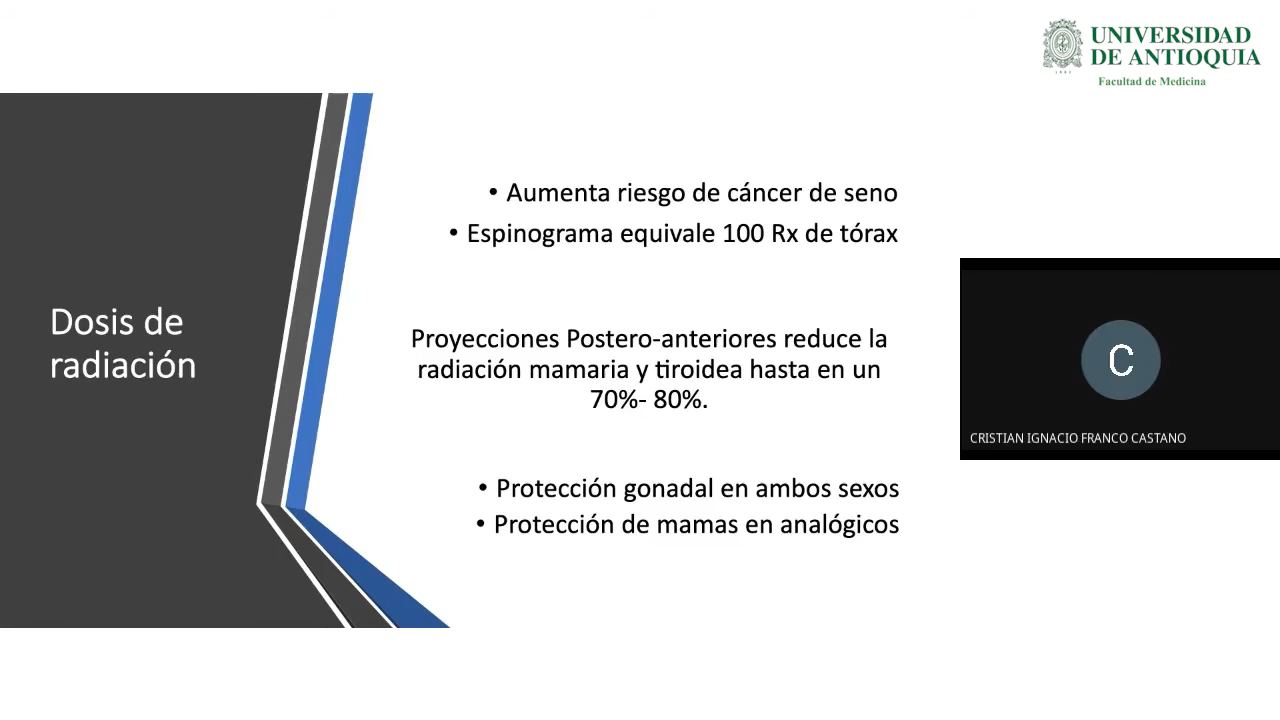 UNIVERSIDAD
DE ANTIOQUIA
Facultad de Medicina
Dosis de
radiación
• Aumenta riesgo de cáncer de seno
• Espinograma equivale 100 Rx de tórax
Proyecciones Postero-anteriores reduce la
radiación mamaria y tiroidea hasta en un
70%- 80%.
• Protección gonadal en ambos sexos
• Protección de mamas en analógicos
C
CRISTIAN IGNACIO FRANCO CASTANO